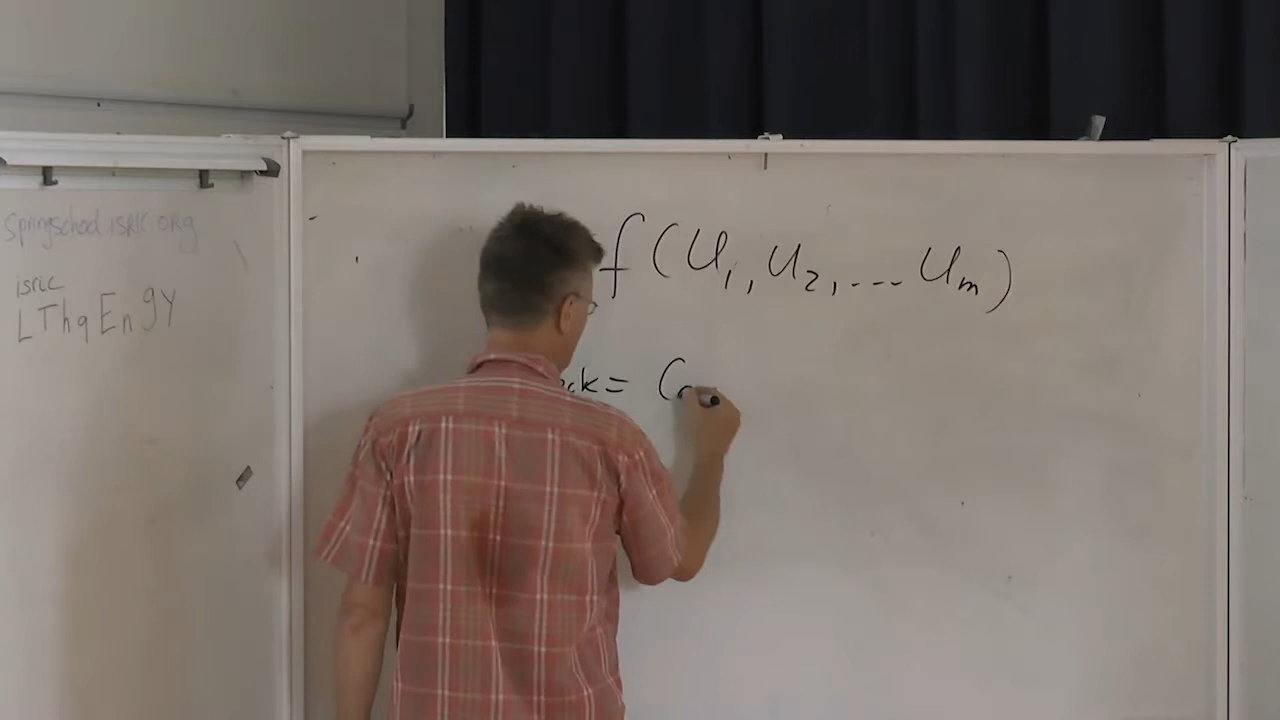 springschool.isric.org
isric
LThqEn9Y
f(U1, U2, ... Um)
ck = C